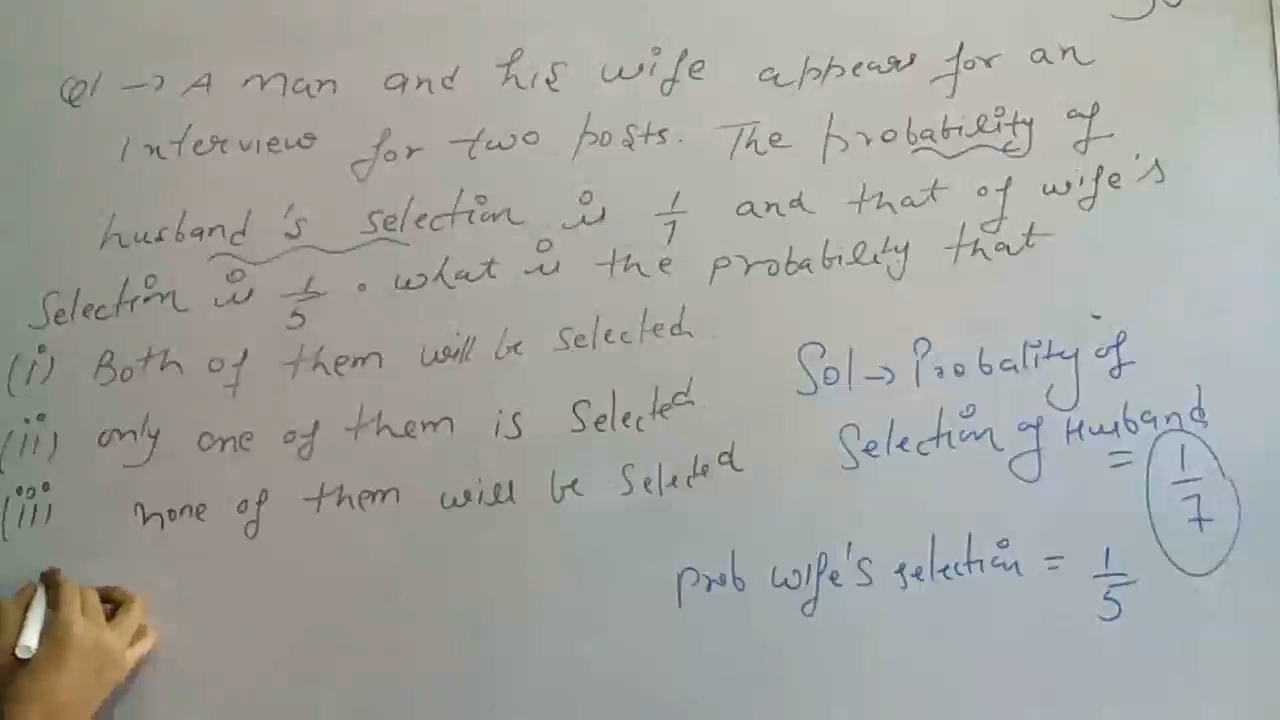 Q1 → A Man and his wife appears for an
Interview for two posts. The probability of
husband's selection is 1/7 and that of wife's
Selection is 1/5. what is the probability that
(i) Both of them will be selected.
(ii) only one of them is Selected.
(iii) none of them will be Selected
Sol → Probality of
Selection of Husband
= 1/7
prob wife's selection = 1/5